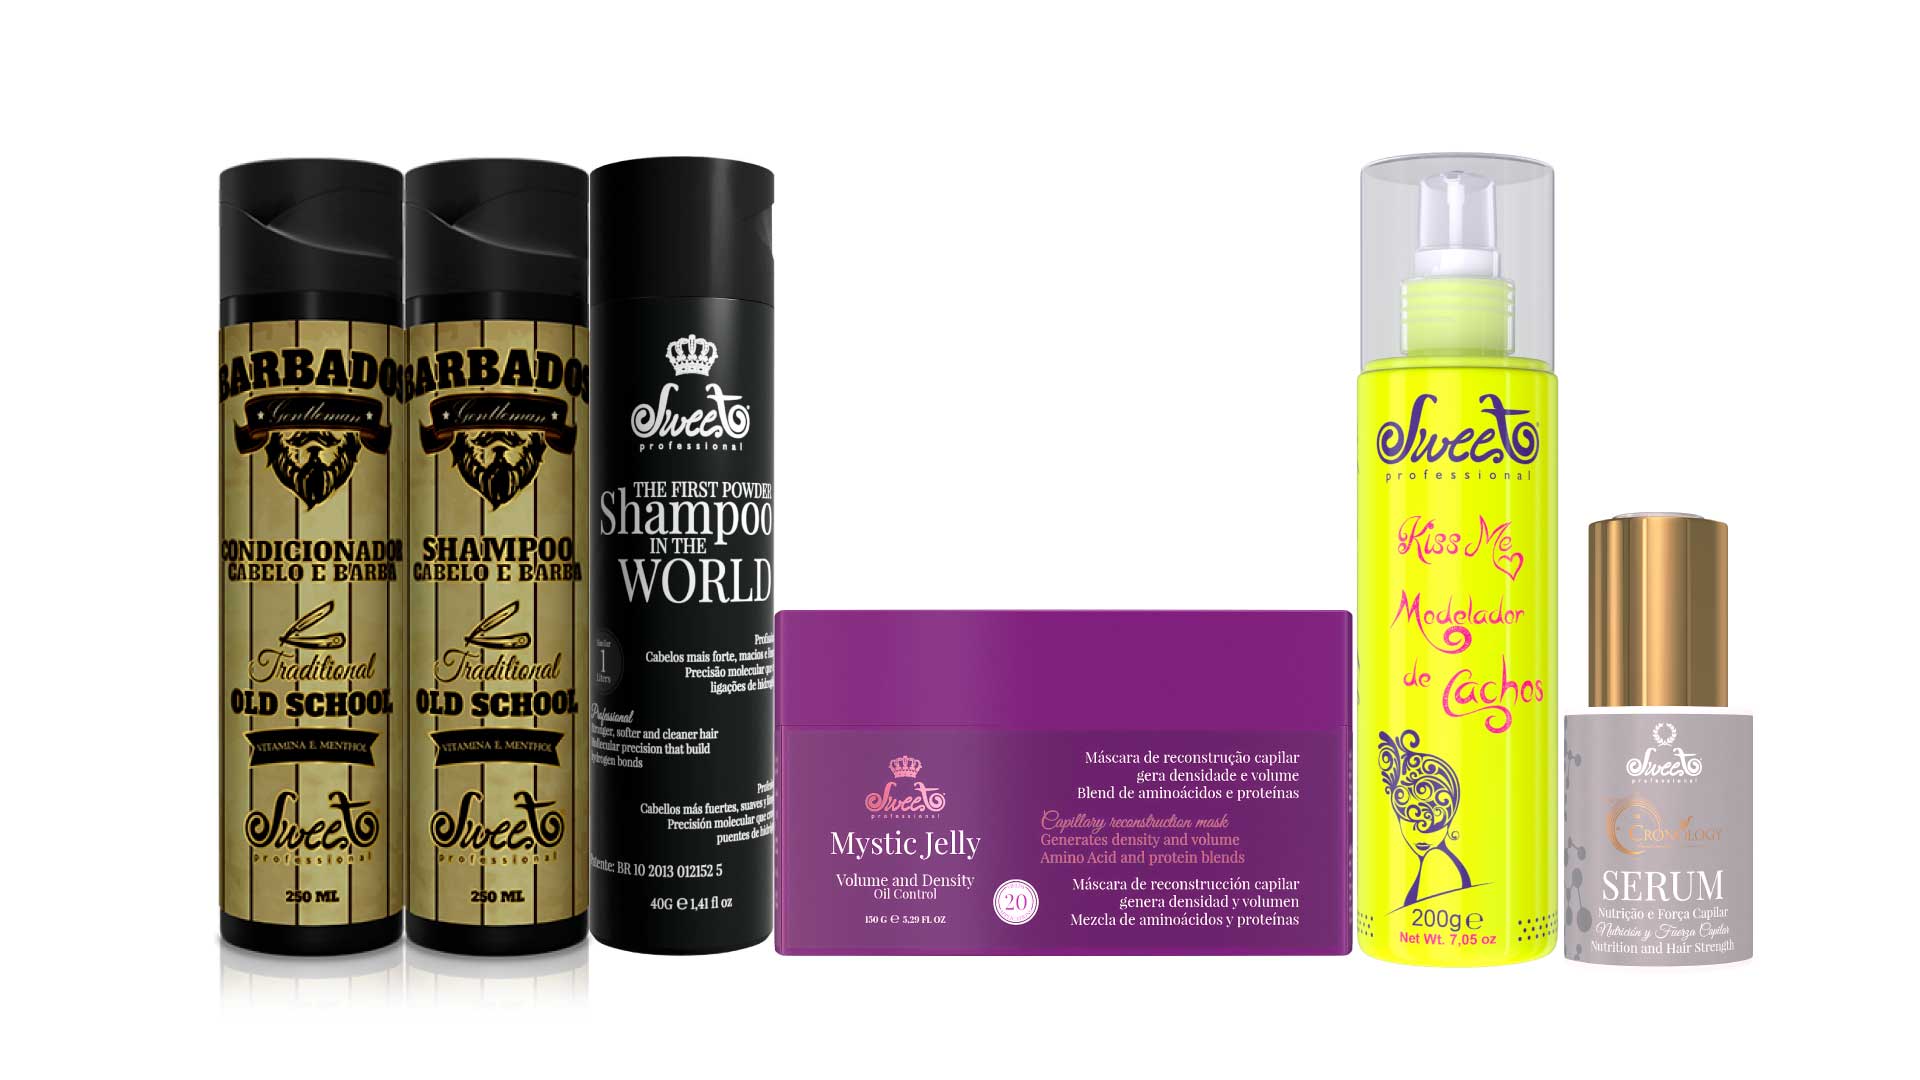 BARBADOS
Gentleman
CONDICIONADOR
CABELO E BARBA
Traditional
OLD SCHOOL
VITAMINA E, MENTHOL
Sweet
professional
250 ML
BARBADOS
Gentleman
SHAMPOO
CABELO E BARBA
Traditional
OLD SCHOOL
VITAMINA E, MENTHOL
Sweet
professional
250 ML
Sweet
professional
THE FIRST POWDER
Shampoo
IN THE
WORLD
1
Liters
Cabelos mais forte, macios e
Precisão molecular
ligações de
Professional
softer and cleaner hair
precision that build
bonds
Cabellos más fuertes, suaves y
Precisión molecular que
puentes de
BR 10 2013 012152 5
40G ℮ 1,41 fl oz
Sweet
professional
Mystic Jelly
Volume and Density
Oil Control
150 G ℮ 5.29 FL OZ
20
Máscara de reconstrução capilar
gera densidade e volume
Blend de aminoácidos e proteínas
Capillary reconstruction mask
Generates density and volume
Amino Acid and protein blends
Máscara de reconstrucción capilar
genera densidad y volumen
Mezcla de aminoácidos y proteínas
Sweet
professional
Kiss Me
Modelador
de Cachos
200g ℮
Net Wt. 7,05 oz
Sweet
professional
CRONOLOGY
SERUM
Nutrição e Força Capilar
Nutrición y Fuerza Capilar
Nutrition and Hair Strength